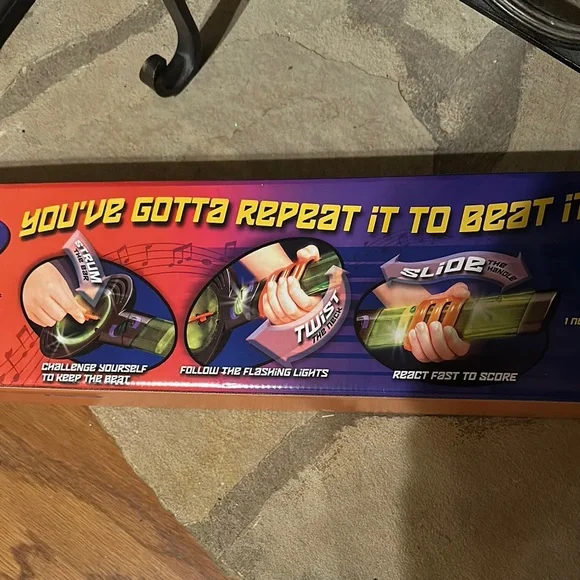 YOU'VE GOTTA REPEAT iT TO BEAT iT
STRUM
THE BAR
TWIST
THE NECK
SLiDE THE
HANDLE
CHALLENGE YOURSELF
TO KEEP THE BEAT
FOLLOW THE FLASHING LiGHTS
REACT FAST TO SCORE